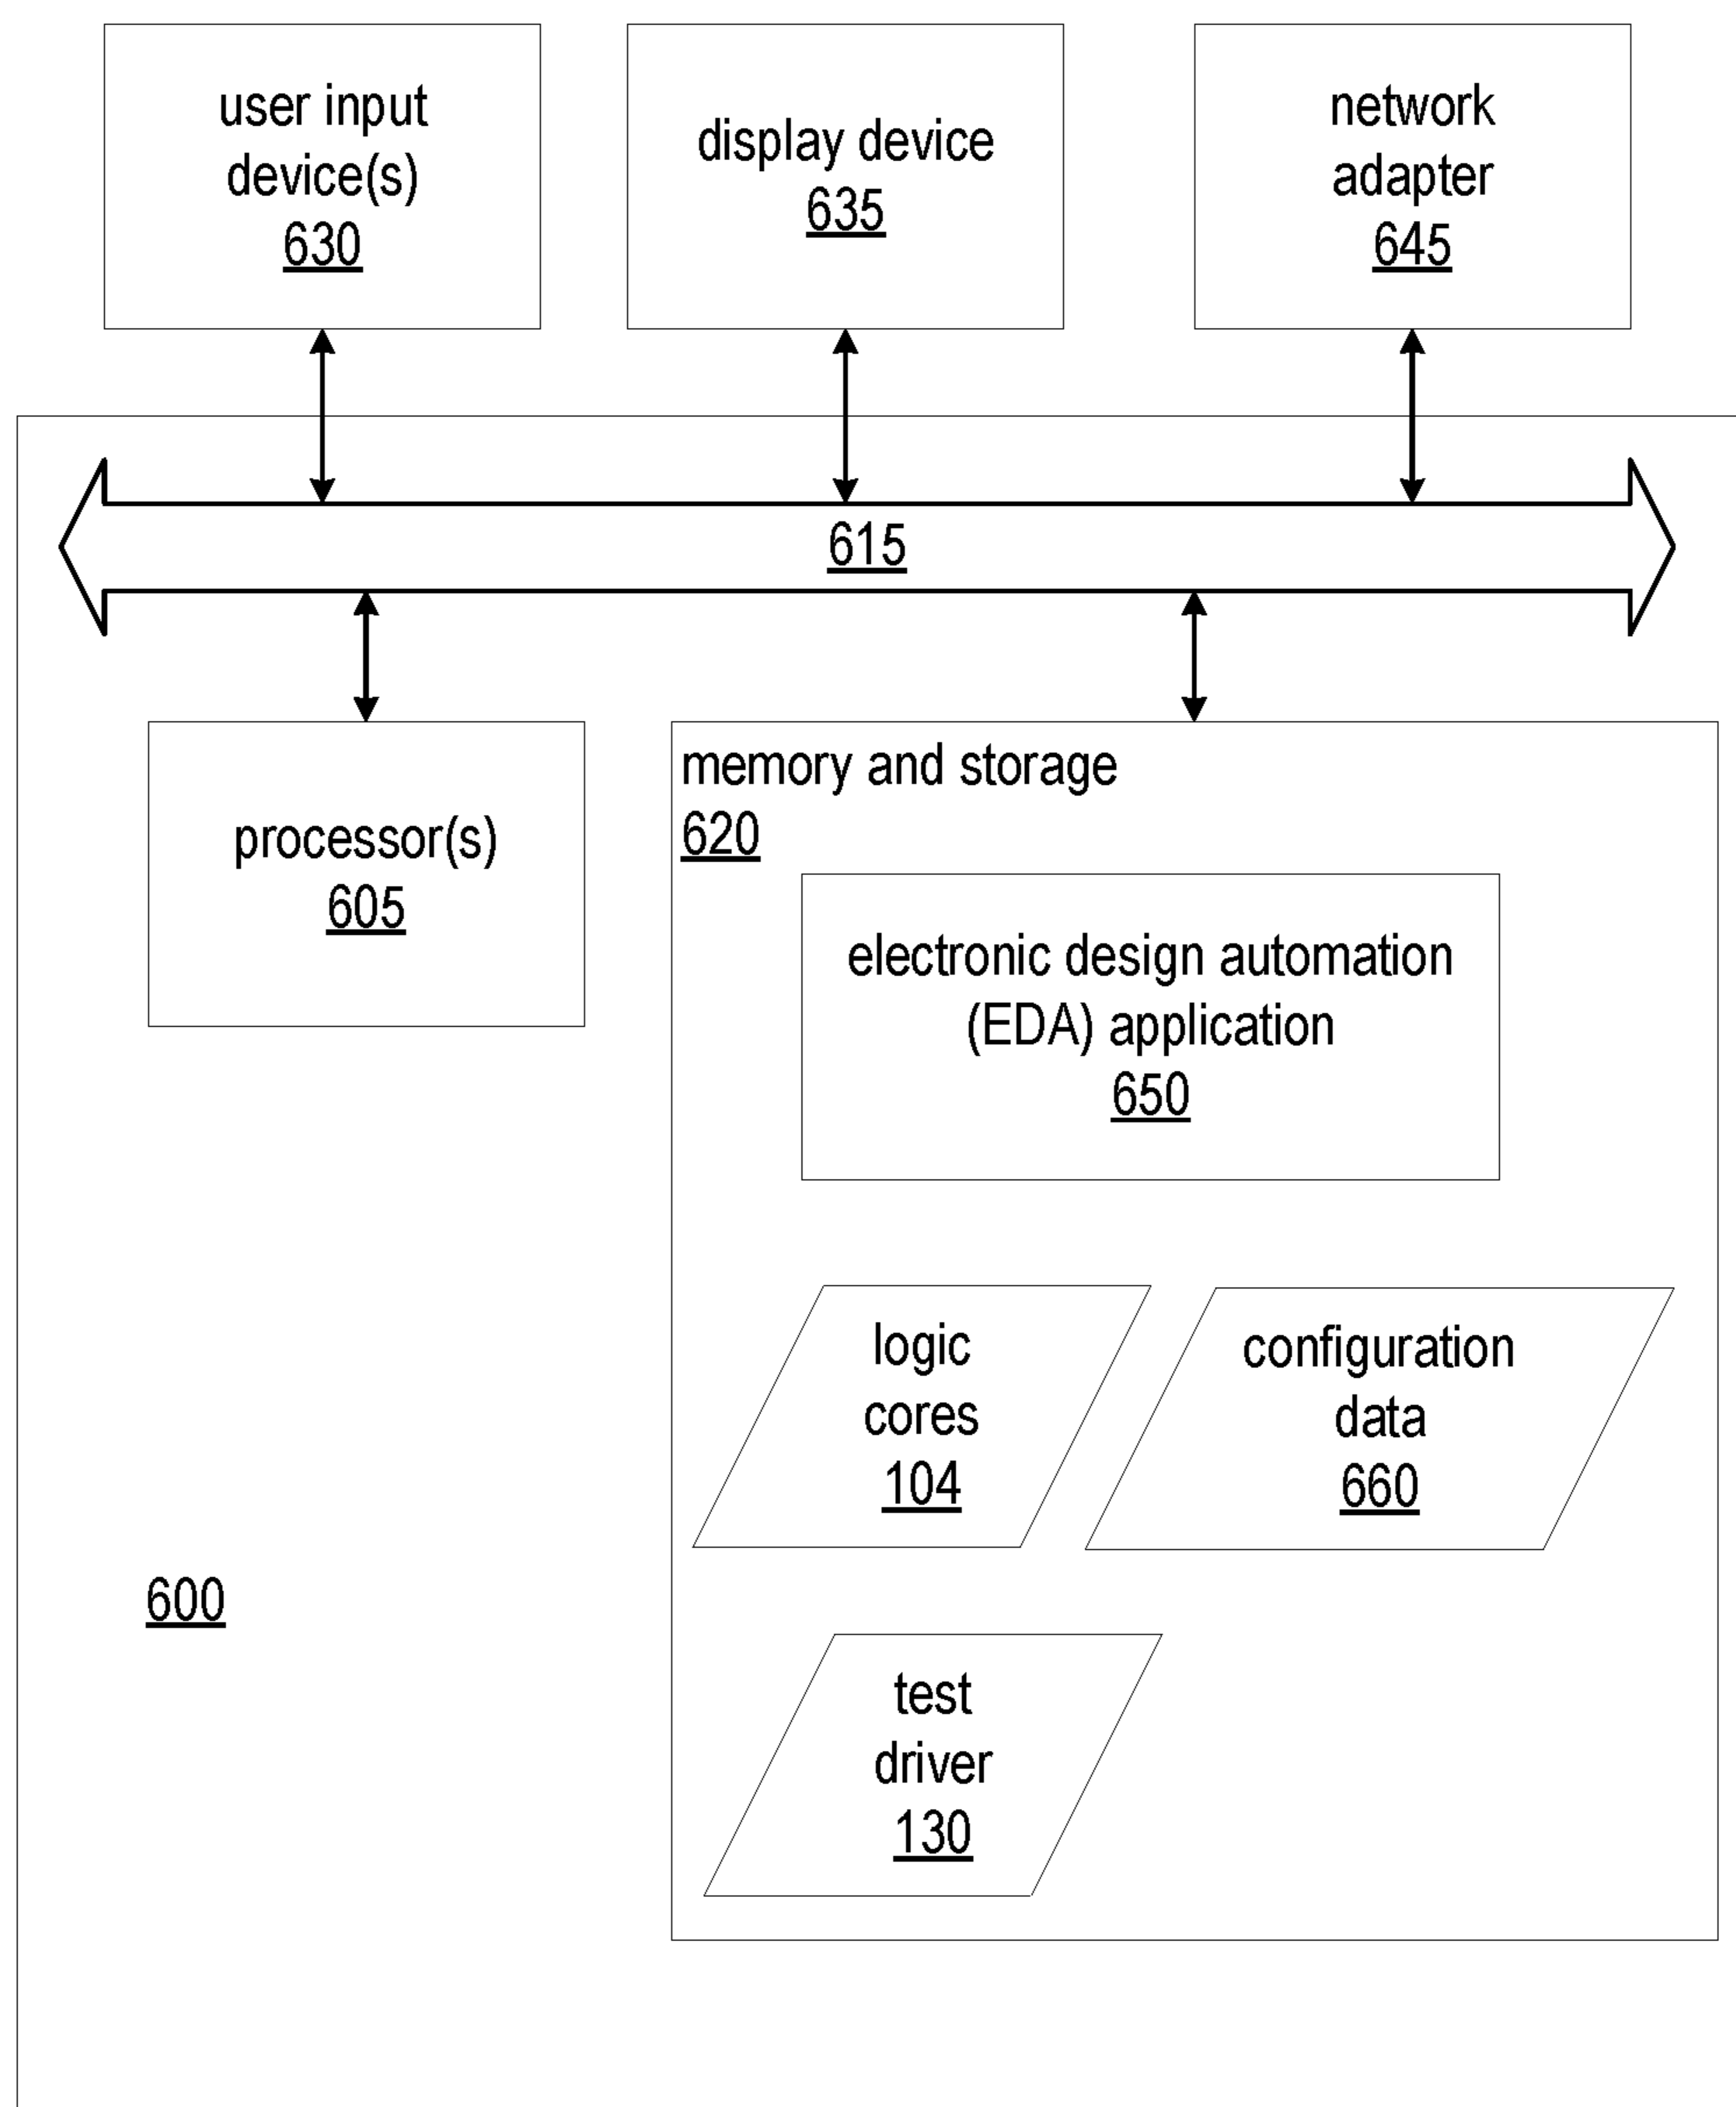 user input
device(s)
630
display device
635
network
adapter
645
615
processor(s)
605
memory and storage
620
electronic design automation
(EDA) application
650
logic
cores
104
configuration
data
660
600
test
driver
130